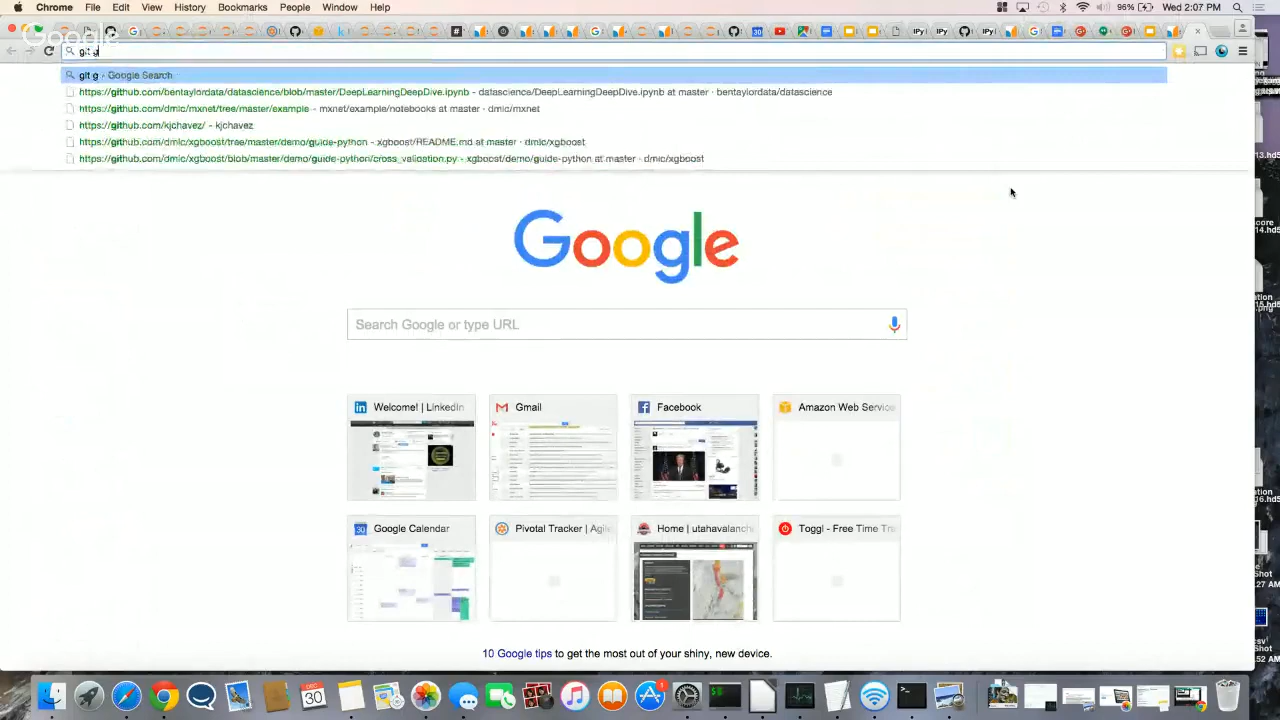 Chrome File Edit View History Bookmarks People Window Help 96% Wed 2:07 PM
Google
git g
git g - Google Search
https://github.com/bentaylordata/datascience/blob/master/DeepLearningDeepDive.ipynb - datascience/DeepLearningDeepDive.ipynb at master · bentaylordata/datascience
https://github.com/dmlc/mxnet/tree/master/example - mxnet/example/notebooks at master · dmlc/mxnet
https://github.com/kjchavez/ - kjchavez
https://github.com/dmlc/xgboost/tree/master/demo/guide-python - xgboost/README.md at master · dmlc/xgboost
https://github.com/dmlc/xgboost/blob/master/demo/guide-python/cross_validation.py - xgboost/demo/guide-python at master · dmlc/xgboost
Google
Search Google or type URL
Welcome! | LinkedIn
Gmail
Facebook
Amazon Web Service
30 Google Calendar
Pivotal Tracker | Agile
Home | utahavalanch
Toggl - Free Time Tra
10 Google tips to get the most out of your shiny, new device.
DEC
30